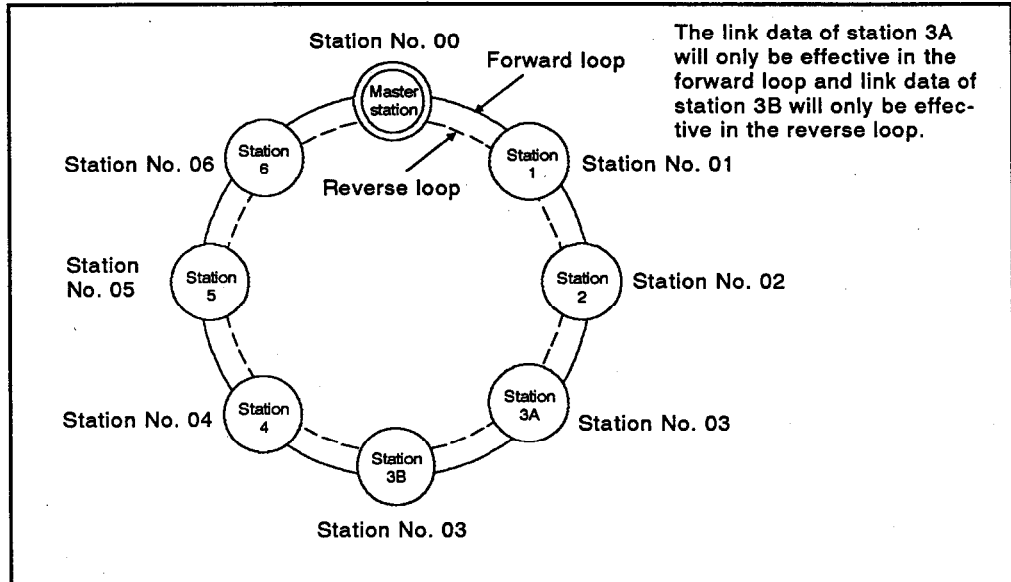 Station No. 00
The link data of station 3A
will only be effective in the
forward loop and link data of
station 3B will only be effec-
tive in the reverse loop.
Forward loop
Master
station
Station
1
Station No. 01
Station
6
Station No. 06
Reverse loop
Station
No. 05
Station
5
Station
2
Station No. 02
Station
4
Station No. 04
Station
3A
Station No. 03
Station
3B
Station No. 03